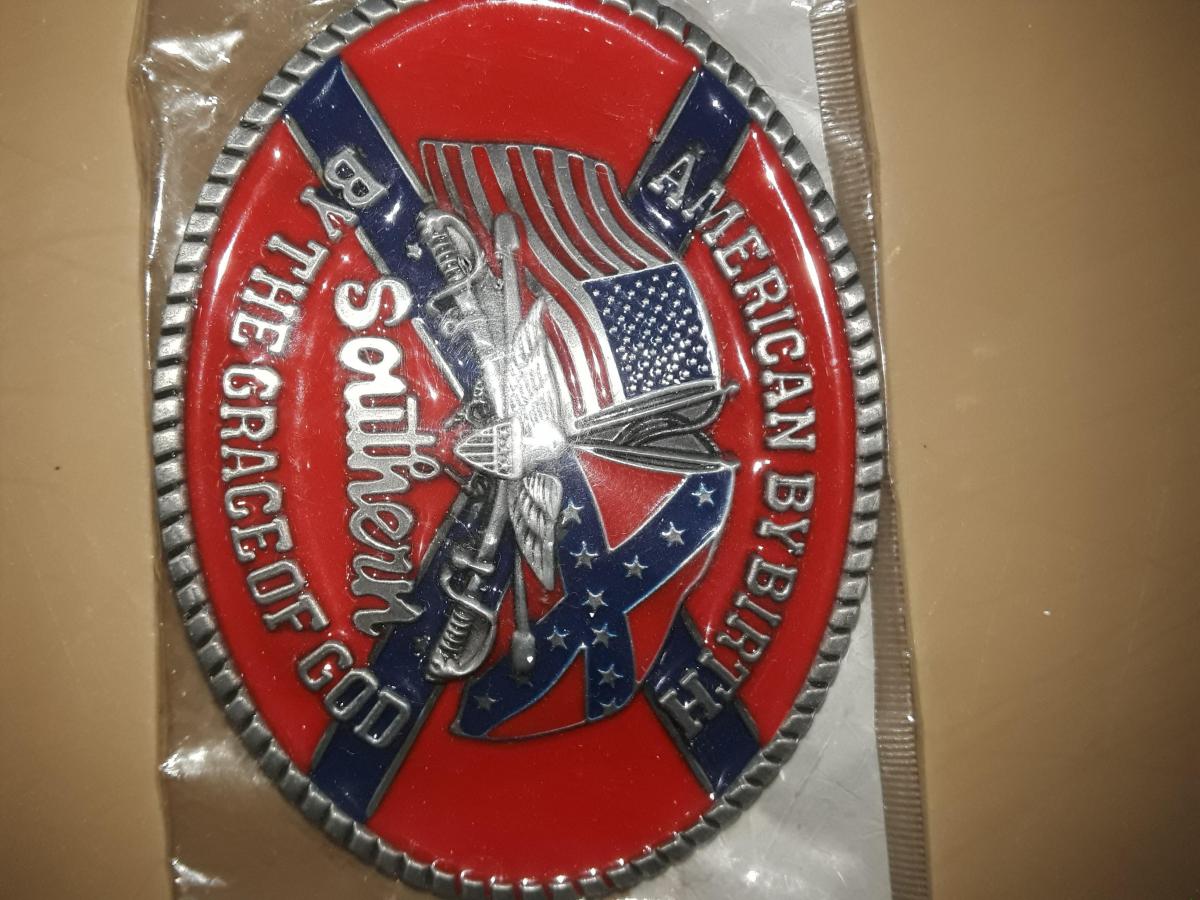 AMERICAN BY BIRTH
Southern
BY THE GRACE OF GOD